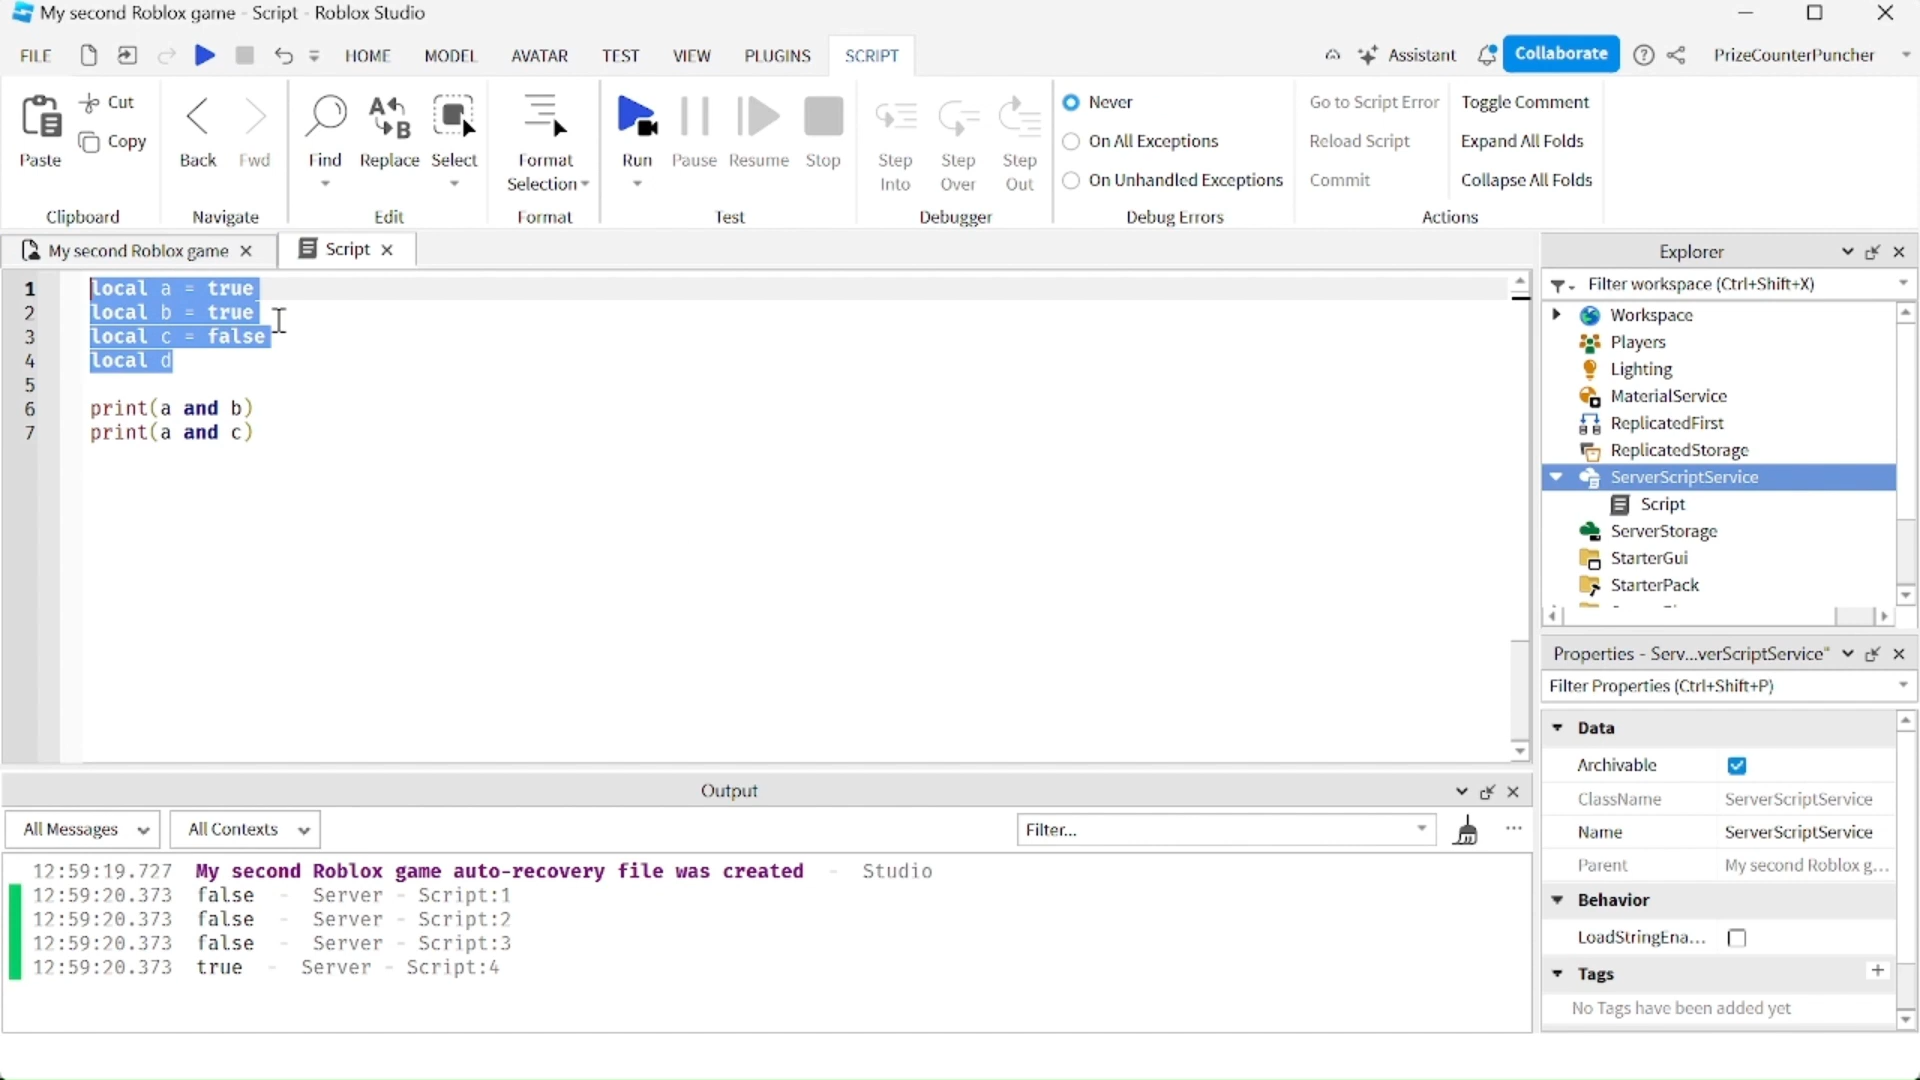 My second Roblox game - Script - Roblox Studio
FILE HOME MODEL AVATAR TEST VIEW PLUGINS SCRIPT Assistant Collaborate PrizeCounterPuncher
Paste Cut Copy
Clipboard
Back Fwd
Navigate
Find Replace Select
Edit
Format Selection
Format
Run Pause Resume Stop
Test
Step Into Step Over Step Out
Debugger
Never
On All Exceptions
On Unhandled Exceptions
Debug Errors
Go to Script Error Toggle Comment
Reload Script Expand All Folds
Commit Collapse All Folds
Actions
My second Roblox game Script
1 local a = true
2 local b = true
3 local c = false
4 local d
5
6 print(a and b)
7 print(a and c)
Explorer
Filter workspace (Ctrl+Shift+X)
Workspace
Players
Lighting
MaterialService
ReplicatedFirst
ReplicatedStorage
ServerScriptService
Script
ServerStorage
StarterGui
StarterPack
Properties - Serv...verScriptService"
Filter Properties (Ctrl+Shift+P)
Data
Archivable
ClassName ServerScriptService
Name ServerScriptService
Parent My second Roblox g...
Behavior
LoadStringEna...
Tags
No Tags have been added yet
Output
All Messages All Contexts Filter...
12:59:19.727 My second Roblox game auto-recovery file was created - Studio
12:59:20.373 false - Server - Script:1
12:59:20.373 false - Server - Script:2
12:59:20.373 false - Server - Script:3
12:59:20.373 true - Server - Script:4